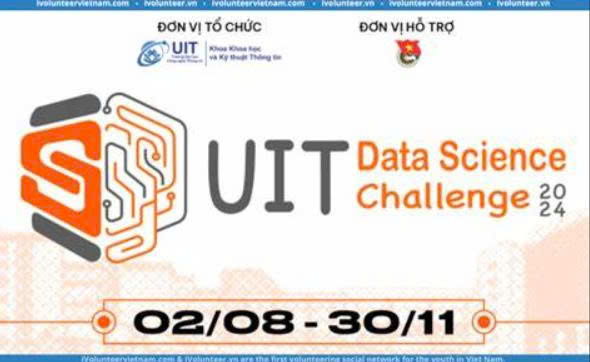 ivolunteervietnam.com • ivolunteer.vn • ivolunteervietnam.com • ivolunteer.vn • ivolunteervietnam.com • ivolunteer.vn
ĐƠN VỊ TỔ CHỨC
ĐƠN VỊ HỖ TRỢ
UIT
Khoa Khoa học
và Kỹ thuật Thông tin
UIT Data Science
Challenge 2024
02/08 - 30/11
iVolunteervietnam.com & iVolunteer.vn are the first volunteering social network for the youth in Viet Nam.